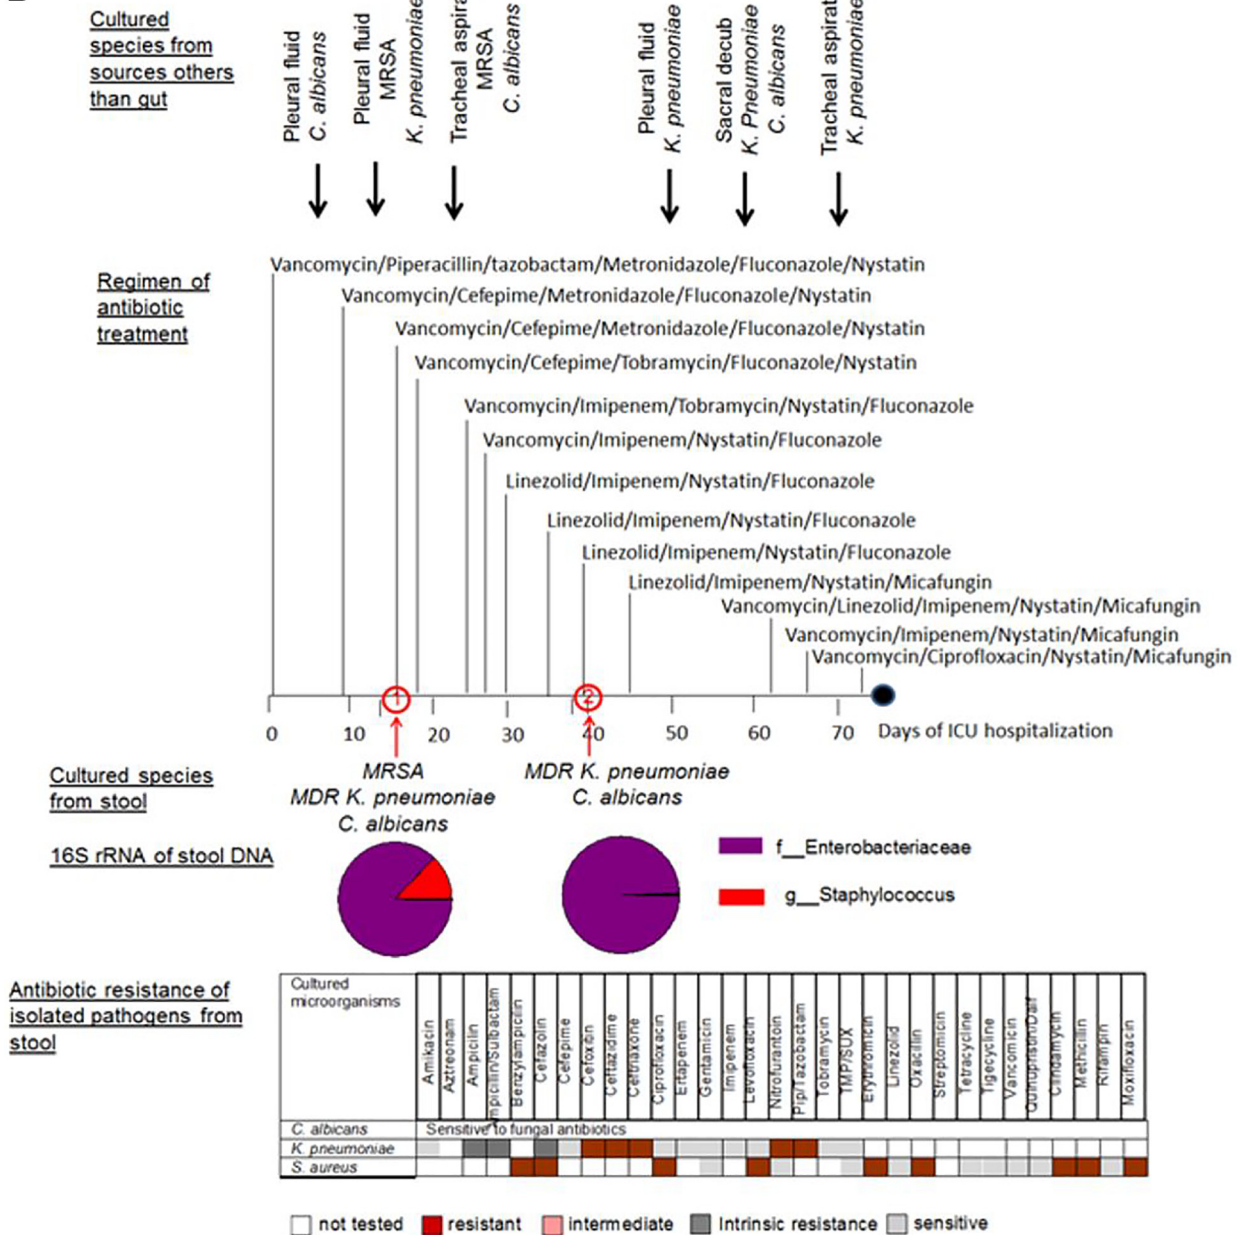 Cultured
species from
sources others
than gut
Pleural fluid
C. albicans
Pleural fluid
MRSA
K. pneumoniae
Tracheal
MRSA
C. albicans
Pleural fluid
K. pneumoniae
Sacral decub
K. Pneumoniae
C. albicans
Tracheal
K. pneumoniae
Regimen of
antibiotic
treatment
Vancomycin/Piperacillin/tazobactam/Metronidazole/Fluconazole/Nystatin
Vancomycin/Cefepime/Metronidazole/Fluconazole/Nystatin
Vancomycin/Cefepime/Metronidazole/Fluconazole/Nystatin
Vancomycin/Cefepime/Tobramycin/Fluconazole/Nystatin
Vancomycin/Imipenem/Tobramycin/Nystatin/Fluconazole
Vancomycin/Imipenem/Nystatin/Fluconazole
Linezolid/Imipenem/Nystatin/Fluconazole
Linezolid/Imipenem/Nystatin/Fluconazole
Linezolid/Imipenem/Nystatin/Fluconazole
Linezolid/Imipenem/Nystatin/Micafungin
Vancomycin/Linezolid/Imipenem/Nystatin/Micafungin
Vancomycin/Imipenem/Nystatin/Micafungin
Vancomycin/Ciprofloxacin/Nystatin/Micafungin
1 2
0 10 20 30 40 50 60 70 Days of ICU hospitalization
Cultured species
from stool
MRSA
MDR K. pneumoniae
C. albicans
MDR K. pneumoniae
C. albicans
16S rRNA of stool DNA
f__Enterobacteriaceae
g__Staphylococcus
Antibiotic resistance of
isolated pathogens from
stool
Cultured
microorganisms
Amikacin
Aztreonam
Ampicilin
mpicillin/Sulbactam
Benzylampicilin
Cefazolin
Cefepime
Cefoxibin
Ceftazidime
Ceftriaxone
Ciprofloxacin
Ertapenem
Gentamicin
Imipenem
Levofloxacin
Nitrofurantoin
Pip/Tazobactam
Tobramycin
TMP/SUX
Erythromicin
Linezolid
Oxacillin
Streptomicin
Tetracycline
Tigecycline
Vancomicin
Quinupristin/Dalf
Clindamycin
Methicillin
Rifampin
Moxifloxacin
C. albicans Sensitive to fungal antibiotics
K. pneumoniae
S. aureus
not tested resistant intermediate Intrinsic resistance sensitive